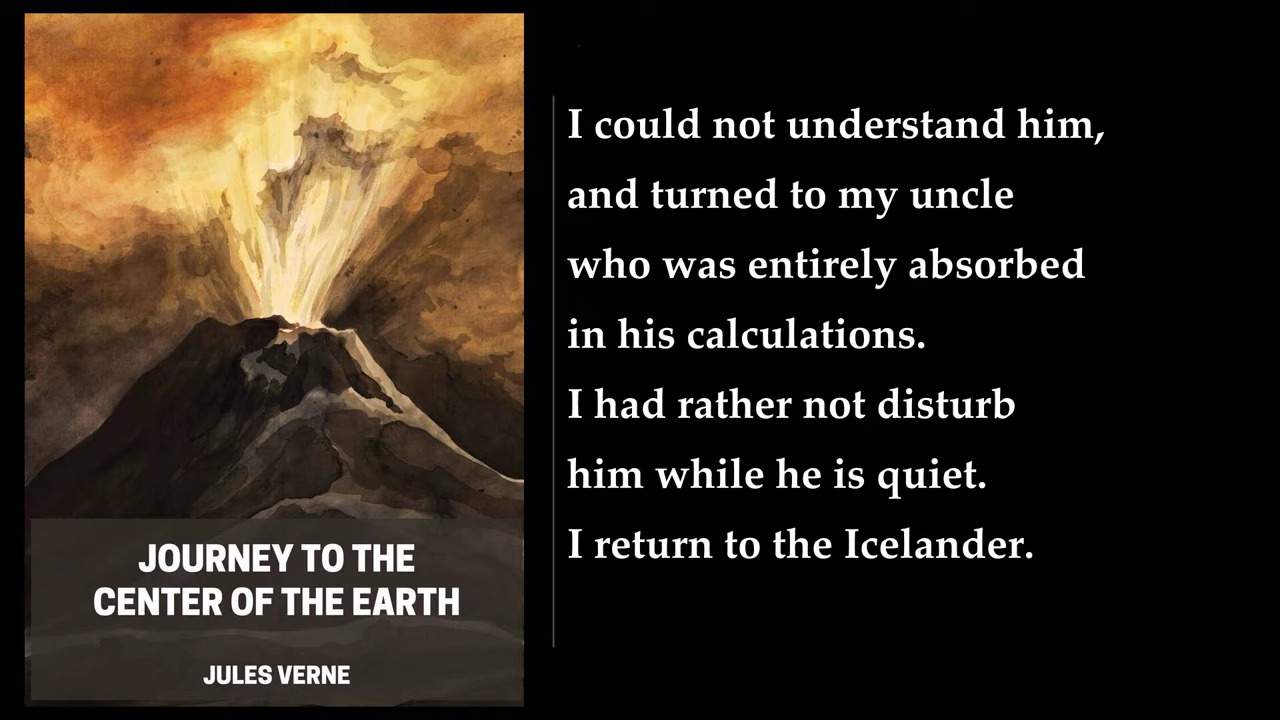 JOURNEY TO THE
CENTER OF THE EARTH
JULES VERNE
I could not understand him,
and turned to my uncle
who was entirely absorbed
in his calculations.
I had rather not disturb
him while he is quiet.
I return to the Icelander.